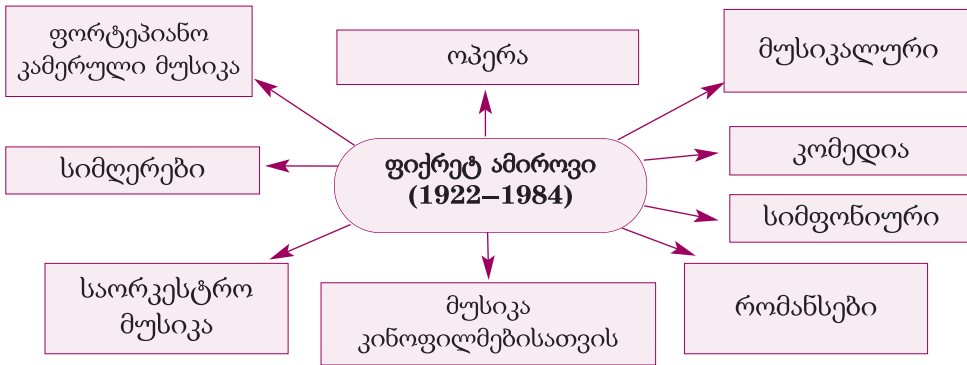 ფორტეპიანო
კამერული მუსიკა
ოპერა
მუსიკალური
სიმღერები
ფიქრეტ ამიროვი
(1922–1984)
კომედია
სიმფონიური
საორკესტრო
მუსიკა
მუსიკა
კინოფილმებისათვის
რომანსები